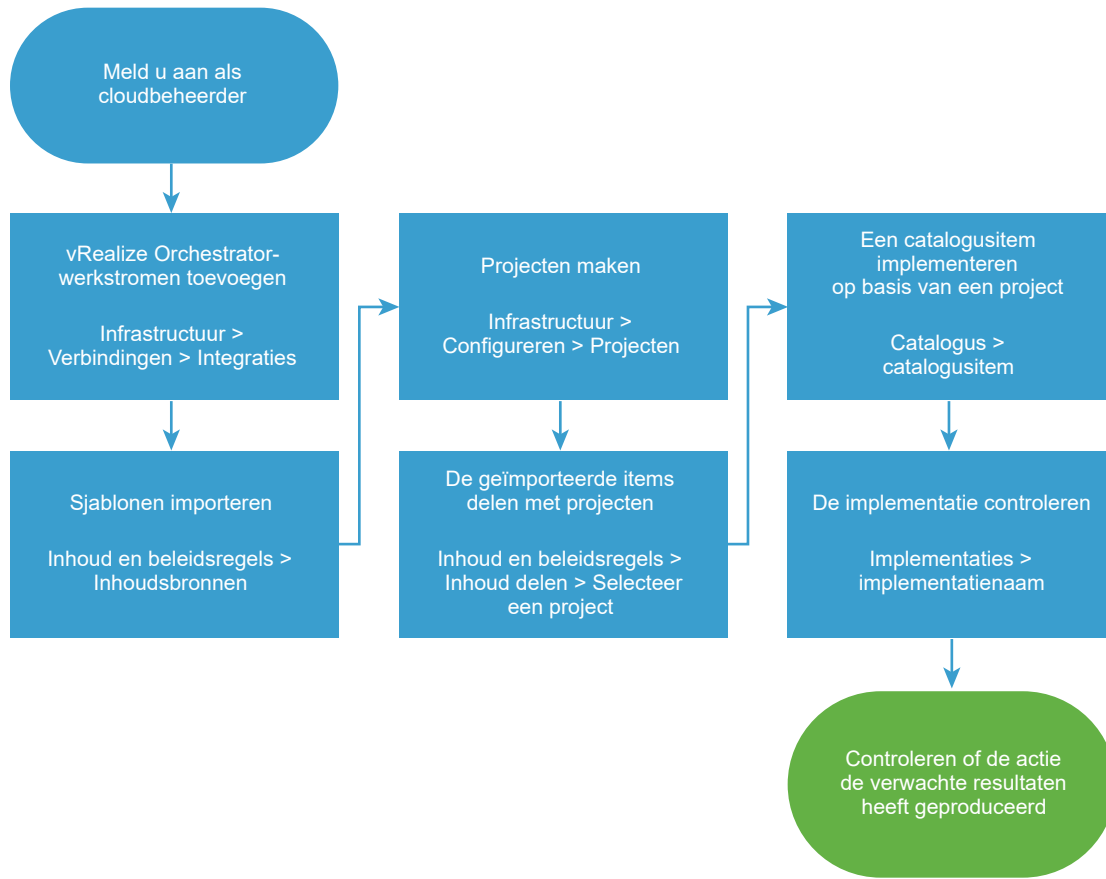 Meld u aan als
cloudbeheerder
vRealize Orchestrator-
werkstromen toevoegen
Infrastructuur >
Verbindingen > Integraties
Sjablonen importeren
Inhoud en beleidsregels >
Inhoudsbronnen
Projecten maken
Infrastructuur >
Configureren > Projecten
De geïmporteerde items
delen met projecten
Inhoud en beleidsregels >
Inhoud delen > Selecteer
een project
Een catalogusitem
implementeren
op basis van een project
Catalogus >
catalogusitem
De implementatie controleren
Implementaties >
implementatienaam
Controleren of de actie
de verwachte resultaten
heeft geproduceerd